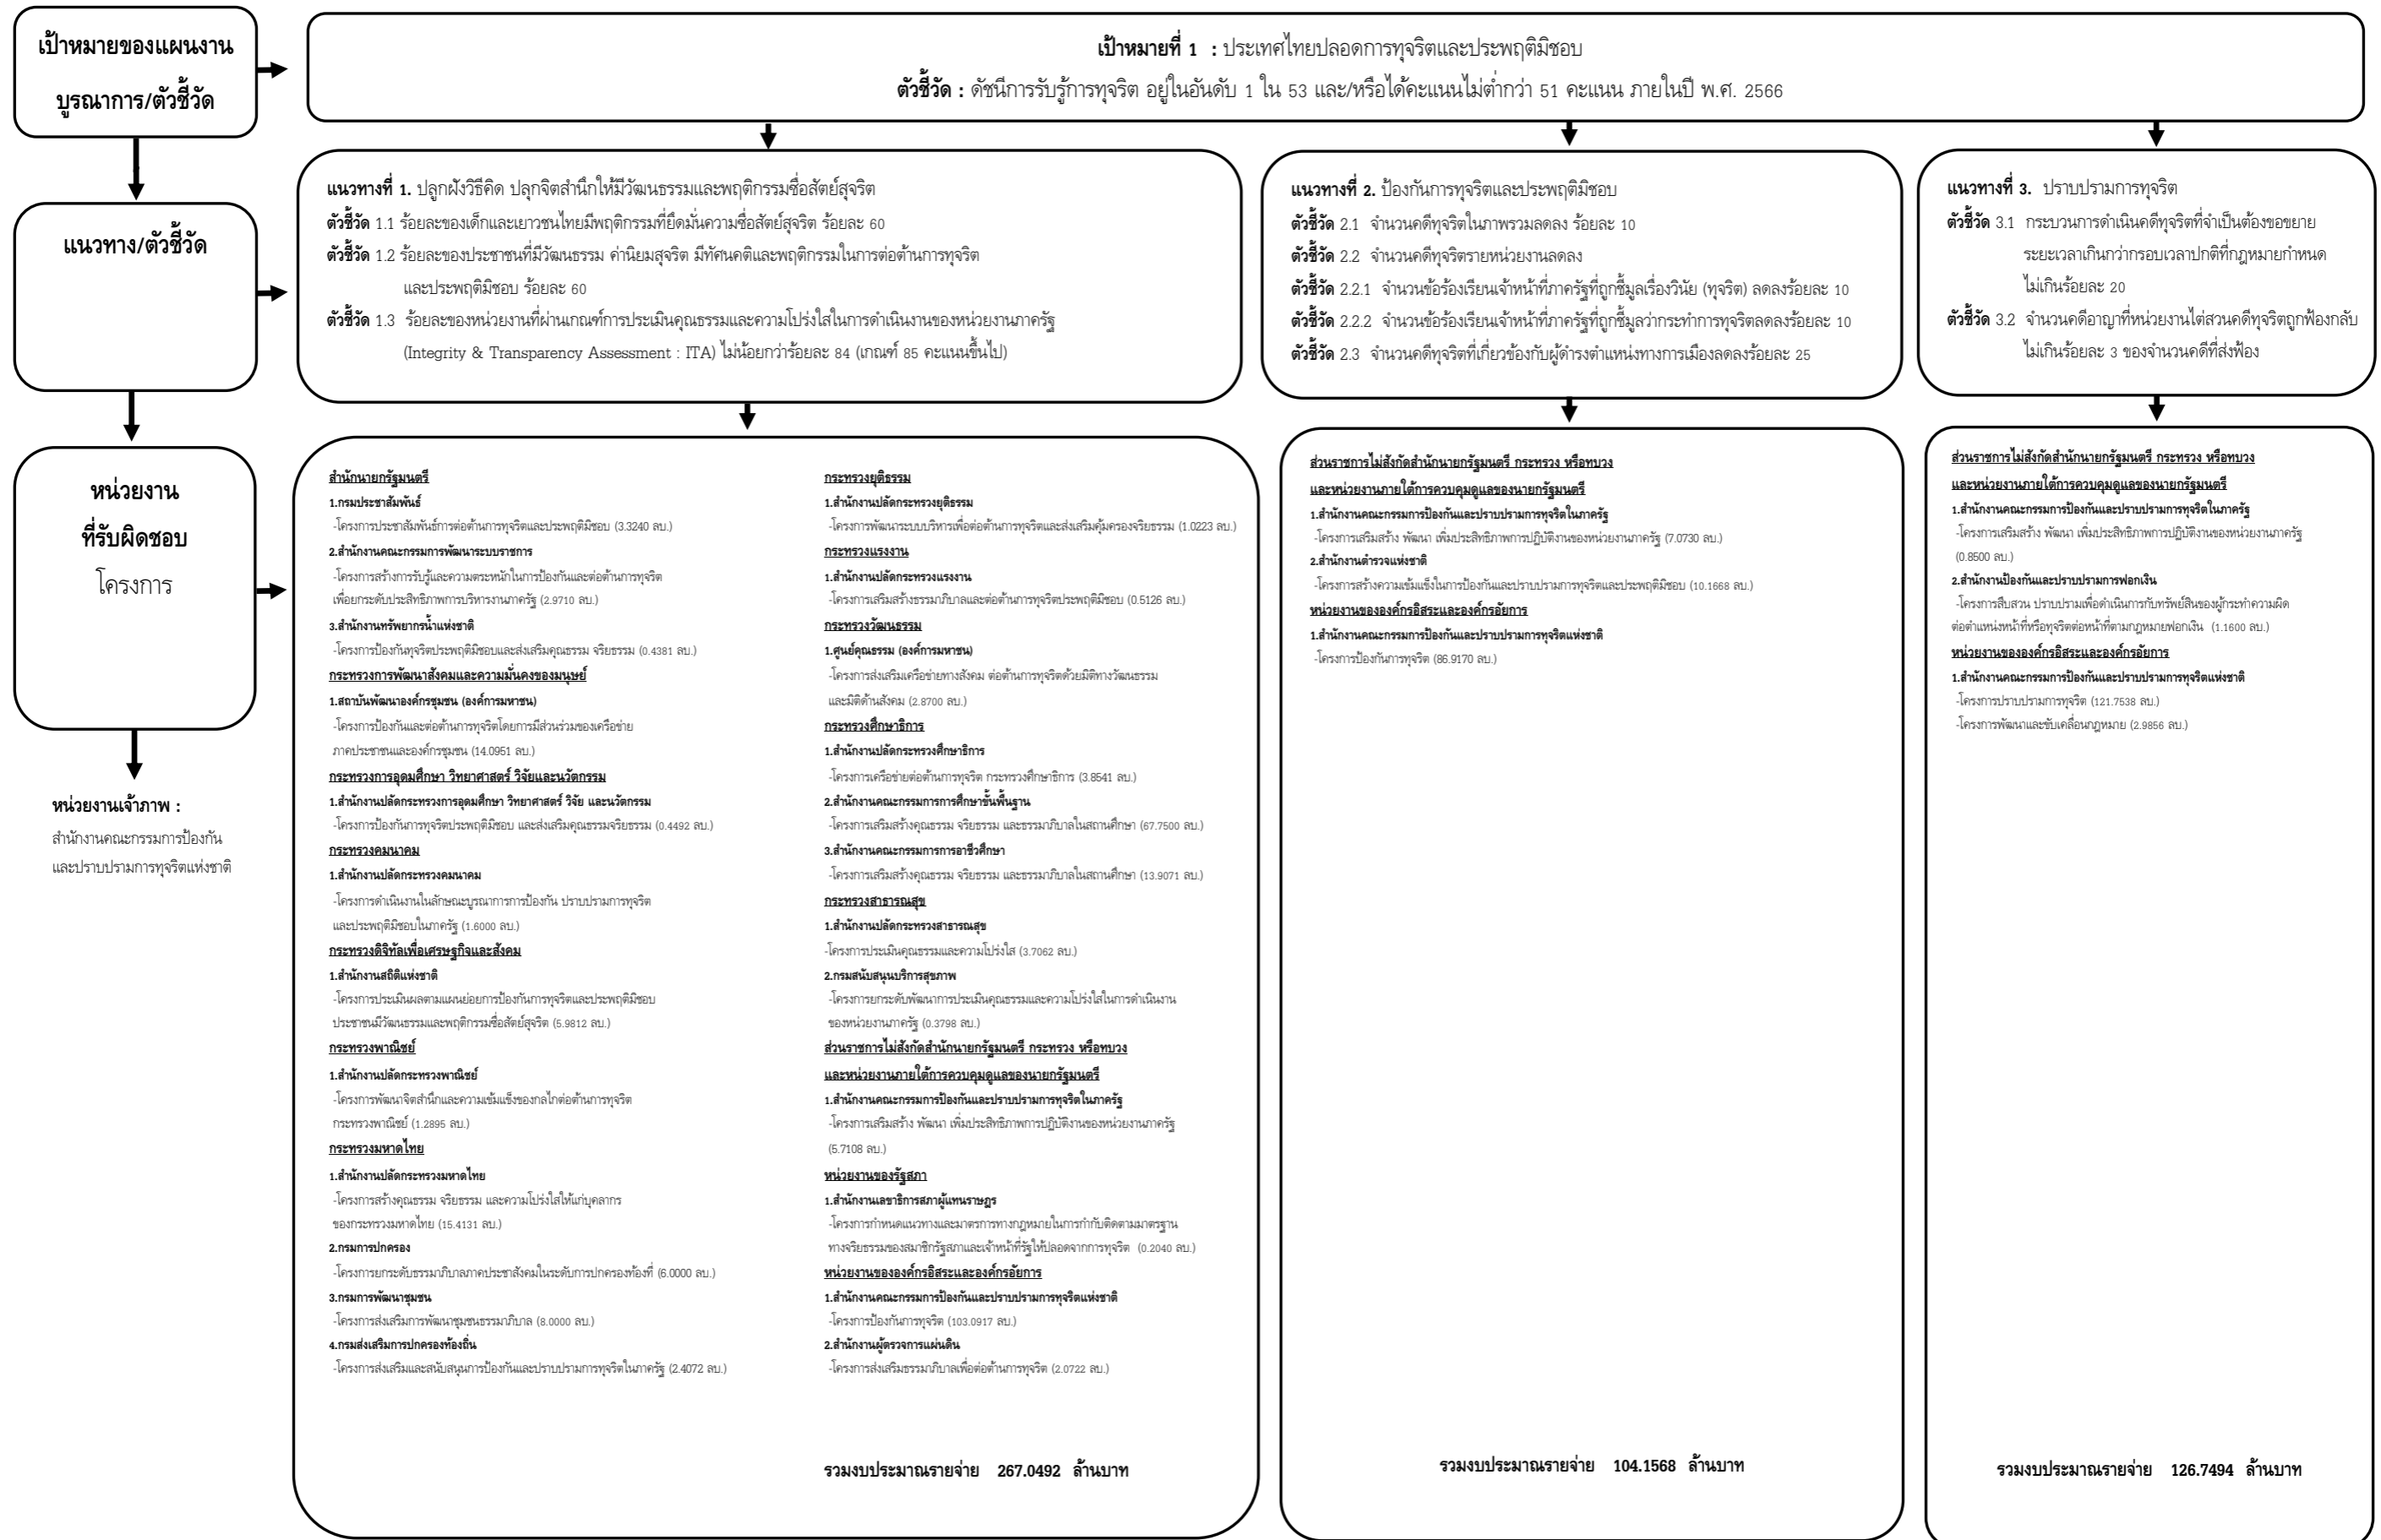 เป้าหมายของแผนงาน
บูรณาการ/ตัวชี้วัด
เป้าหมายที่ 1 : ประเทศไทยปลอดการทุจริตและประพฤติมิชอบ
ตัวชี้วัด : ดัชนีการรับรู้การทุจริต อยู่ในอันดับ 1 ใน 53 และ/หรือได้คะแนนไม่ต่ำกว่า 51 คะแนน ภายในปี พ.ศ. 2566
แนวทาง/ตัวชี้วัด
แนวทางที่ 1. ปลูกฝังวิธีคิด ปลุกจิตสำนึกให้มีวัฒนธรรมและพฤติกรรมซื่อสัตย์สุจริต
ตัวชี้วัด 1.1 ร้อยละของเด็กและเยาวชนไทยมีพฤติกรรมที่ยึดมั่นความซื่อสัตย์สุจริต ร้อยละ 60
ตัวชี้วัด 1.2 ร้อยละของประชาชนที่มีวัฒนธรรม ค่านิยมสุจริต มีทัศนคติและพฤติกรรมในการต่อต้านการทุจริต
และประพฤติมิชอบ ร้อยละ 60
ตัวชี้วัด 1.3 ร้อยละของหน่วยงานที่ผ่านเกณฑ์การประเมินคุณธรรมและความโปร่งใสในการดำเนินงานของหน่วยงานภาครัฐ
(Integrity & Transparency Assessment : ITA) ไม่น้อยกว่าร้อยละ 84 (เกณฑ์ 85 คะแนนขึ้นไป)
แนวทางที่ 2. ป้องกันการทุจริตและประพฤติมิชอบ
ตัวชี้วัด 2.1 จำนวนคดีทุจริตในภาพรวมลดลง ร้อยละ 10
ตัวชี้วัด 2.2 จำนวนคดีทุจริตรายหน่วยงานลดลง
ตัวชี้วัด 2.2.1 จำนวนข้อร้องเรียนเจ้าหน้าที่ภาครัฐที่ถูกชี้มูลเรื่องวินัย (ทุจริต) ลดลงร้อยละ 10
ตัวชี้วัด 2.2.2 จำนวนข้อร้องเรียนเจ้าหน้าที่ภาครัฐที่ถูกชี้มูลว่ากระทำการทุจริตลดลงร้อยละ 10
ตัวชี้วัด 2.3 จำนวนคดีทุจริตที่เกี่ยวข้องกับผู้ดำรงตำแหน่งทางการเมืองลดลงร้อยละ 25
แนวทางที่ 3. ปราบปรามการทุจริต
ตัวชี้วัด 3.1 กระบวนการดำเนินคดีทุจริตที่จำเป็นต้องขอขยาย
ระยะเวลาเกินกว่ากรอบเวลาปกติที่กฎหมายกำหนด
ไม่เกินร้อยละ 20
ตัวชี้วัด 3.2 จำนวนคดีอาญาที่หน่วยงานไต่สวนคดีทุจริตถูกฟ้องกลับ
ไม่เกินร้อยละ 3 ของจำนวนคดีที่ส่งฟ้อง
หน่วยงาน
ที่รับผิดชอบ
โครงการ
หน่วยงานเจ้าภาพ :
สำนักงานคณะกรรมการป้องกัน
และปราบปรามการทุจริตแห่งชาติ
สำนักนายกรัฐมนตรี
1.กรมประชาสัมพันธ์
-โครงการประชาสัมพันธ์การต่อต้านการทุจริตและประพฤติมิชอบ (3.3240 ลบ.)
2.สำนักงานคณะกรรมการพัฒนาระบบราชการ
-โครงการสร้างการรับรู้และความตระหนักในการป้องกันและต่อต้านการทุจริต
เพื่อยกระดับประสิทธิภาพการบริหารงานภาครัฐ (2.9710 ลบ.)
3.สำนักงานทรัพยากรน้ำแห่งชาติ
-โครงการป้องกันทุจริตประพฤติมิชอบและส่งเสริมคุณธรรม จริยธรรม (0.4381 ลบ.)
กระทรวงการพัฒนาสังคมและความมั่นคงของมนุษย์
1.สถาบันพัฒนาองค์กรชุมชน (องค์การมหาชน)
-โครงการป้องกันและต่อต้านการทุจริตโดยการมีส่วนร่วมของเครือข่าย
ภาคประชาชนและองค์กรชุมชน (14.0951 ลบ.)
กระทรวงการอุดมศึกษา วิทยาศาสตร์ วิจัยและนวัตกรรม
1.สำนักงานปลัดกระทรวงการอุดมศึกษา วิทยาศาสตร์ วิจัย และนวัตกรรม
-โครงการป้องกันการทุจริตประพฤติมิชอบ และส่งเสริมคุณธรรมจริยธรรม (0.4492 ลบ.)
กระทรวงคมนาคม
1.สำนักงานปลัดกระทรวงคมนาคม
-โครงการดำเนินงานในลักษณะบูรณาการการป้องกัน ปราบปรามการทุจริต
และประพฤติมิชอบในภาครัฐ (1.6000 ลบ.)
กระทรวงดิจิทัลเพื่อเศรษฐกิจและสังคม
1.สำนักงานสถิติแห่งชาติ
-โครงการประเมินผลตามแผนย่อยการป้องกันการทุจริตและประพฤติมิชอบ
ประชาชนมีวัฒนธรรมและพฤติกรรมซื่อสัตย์สุจริต (5.9812 ลบ.)
กระทรวงพาณิชย์
1.สำนักงานปลัดกระทรวงพาณิชย์
-โครงการพัฒนาจิตสำนึกและความเข้มแข็งของกลไกต่อต้านการทุจริต
กระทรวงพาณิชย์ (1.2895 ลบ.)
กระทรวงมหาดไทย
1.สำนักงานปลัดกระทรวงมหาดไทย
-โครงการสร้างคุณธรรม จริยธรรม และความโปร่งใสให้แก่บุคลากร
ของกระทรวงมหาดไทย (15.4131 ลบ.)
2.กรมการปกครอง
-โครงการยกระดับธรรมาภิบาลภาคประชาสังคมในระดับการปกครองท้องที่ (6.0000 ลบ.)
3.กรมการพัฒนาชุมชน
-โครงการส่งเสริมการพัฒนาชุมชนธรรมาภิบาล (8.0000 ลบ.)
4.กรมส่งเสริมการปกครองท้องถิ่น
-โครงการส่งเสริมและสนับสนุนการป้องกันและปราบปรามการทุจริตในภาครัฐ (2.4072 ลบ.)
กระทรวงยุติธรรม
1.สำนักงานปลัดกระทรวงยุติธรรม
-โครงการพัฒนาระบบบริหารเพื่อต่อต้านการทุจริตและส่งเสริมคุ้มครองจริยธรรม (1.0223 ลบ.)
กระทรวงแรงงาน
1.สำนักงานปลัดกระทรวงแรงงาน
-โครงการเสริมสร้างธรรมาภิบาลและต่อต้านการทุจริตประพฤติมิชอบ (0.5126 ลบ.)
กระทรวงวัฒนธรรม
1.ศูนย์คุณธรรม (องค์การมหาชน)
-โครงการส่งเสริมเครือข่ายทางสังคม ต่อต้านการทุจริตด้วยมิติทางวัฒนธรรม
และมิติด้านสังคม (2.8700 ลบ.)
กระทรวงศึกษาธิการ
1.สำนักงานปลัดกระทรวงศึกษาธิการ
-โครงการเครือข่ายต่อต้านการทุจริต กระทรวงศึกษาธิการ (3.8541 ลบ.)
2.สำนักงานคณะกรรมการการศึกษาขั้นพื้นฐาน
-โครงการเสริมสร้างคุณธรรม จริยธรรม และธรรมาภิบาลในสถานศึกษา (67.7500 ลบ.)
3.สำนักงานคณะกรรมการการอาชีวศึกษา
-โครงการเสริมสร้างคุณธรรม จริยธรรม และธรรมาภิบาลในสถานศึกษา (13.9071 ลบ.)
กระทรวงสาธารณสุข
1.สำนักงานปลัดกระทรวงสาธารณสุข
-โครงการประเมินคุณธรรมและความโปร่งใส (3.7062 ลบ.)
2.กรมสนับสนุนบริการสุขภาพ
-โครงการยกระดับพัฒนาการประเมินคุณธรรมและความโปร่งใสในการดำเนินงาน
ของหน่วยงานภาครัฐ (0.3798 ลบ.)
ส่วนราชการไม่สังกัดสำนักนายกรัฐมนตรี กระทรวง หรือทบวง
และหน่วยงานภายใต้การควบคุมดูแลของนายกรัฐมนตรี
1.สำนักงานคณะกรรมการป้องกันและปราบปรามการทุจริตในภาครัฐ
-โครงการเสริมสร้าง พัฒนา เพิ่มประสิทธิภาพการปฏิบัติงานของหน่วยงานภาครัฐ
(5.7108 ลบ.)
หน่วยงานของรัฐสภา
1.สำนักงานเลขาธิการสภาผู้แทนราษฎร
-โครงการกำหนดแนวทางและมาตรการทางกฎหมายในการกำกับติดตามมาตรฐาน
ทางจริยธรรมของสมาชิกรัฐสภาและเจ้าหน้าที่รัฐให้ปลอดจากการทุจริต (0.2040 ลบ.)
หน่วยงานขององค์กรอิสระและองค์กรอัยการ
1.สำนักงานคณะกรรมการป้องกันและปราบปรามการทุจริตแห่งชาติ
-โครงการป้องกันการทุจริต (103.0917 ลบ.)
2.สำนักงานผู้ตรวจการแผ่นดิน
-โครงการส่งเสริมธรรมาภิบาลเพื่อต่อต้านการทุจริต (2.0722 ลบ.)
รวมงบประมาณรายจ่าย 267.0492 ล้านบาท
ส่วนราชการไม่สังกัดสำนักนายกรัฐมนตรี กระทรวง หรือทบวง
และหน่วยงานภายใต้การควบคุมดูแลของนายกรัฐมนตรี
1.สำนักงานคณะกรรมการป้องกันและปราบปรามการทุจริตในภาครัฐ
-โครงการเสริมสร้าง พัฒนา เพิ่มประสิทธิภาพการปฏิบัติงานของหน่วยงานภาครัฐ (7.0730 ลบ.)
2.สำนักงานตำรวจแห่งชาติ
-โครงการสร้างความเข้มแข็งในการป้องกันและปราบปรามการทุจริตและประพฤติมิชอบ (10.1668 ลบ.)
หน่วยงานขององค์กรอิสระและองค์กรอัยการ
1.สำนักงานคณะกรรมการป้องกันและปราบปรามการทุจริตแห่งชาติ
-โครงการป้องกันการทุจริต (86.9170 ลบ.)
รวมงบประมาณรายจ่าย 104.1568 ล้านบาท
ส่วนราชการไม่สังกัดสำนักนายกรัฐมนตรี กระทรวง หรือทบวง
และหน่วยงานภายใต้การควบคุมดูแลของนายกรัฐมนตรี
1.สำนักงานคณะกรรมการป้องกันและปราบปรามการทุจริตในภาครัฐ
-โครงการเสริมสร้าง พัฒนา เพิ่มประสิทธิภาพการปฏิบัติงานของหน่วยงานภาครัฐ
(0.8500 ลบ.)
2.สำนักงานป้องกันและปราบปรามการฟอกเงิน
-โครงการสืบสวน ปราบปรามเพื่อดำเนินการกับทรัพย์สินของผู้กระทำความผิด
ต่อตำแหน่งหน้าที่หรือทุจริตต่อหน้าที่ตามกฎหมายฟอกเงิน (1.1600 ลบ.)
หน่วยงานขององค์กรอิสระและองค์กรอัยการ
1.สำนักงานคณะกรรมการป้องกันและปราบปรามการทุจริตแห่งชาติ
-โครงการปราบปรามการทุจริต (121.7538 ลบ.)
-โครงการพัฒนาและขับเคลื่อนกฎหมาย (2.9856 ลบ.)
รวมงบประมาณรายจ่าย 126.7494 ล้านบาท